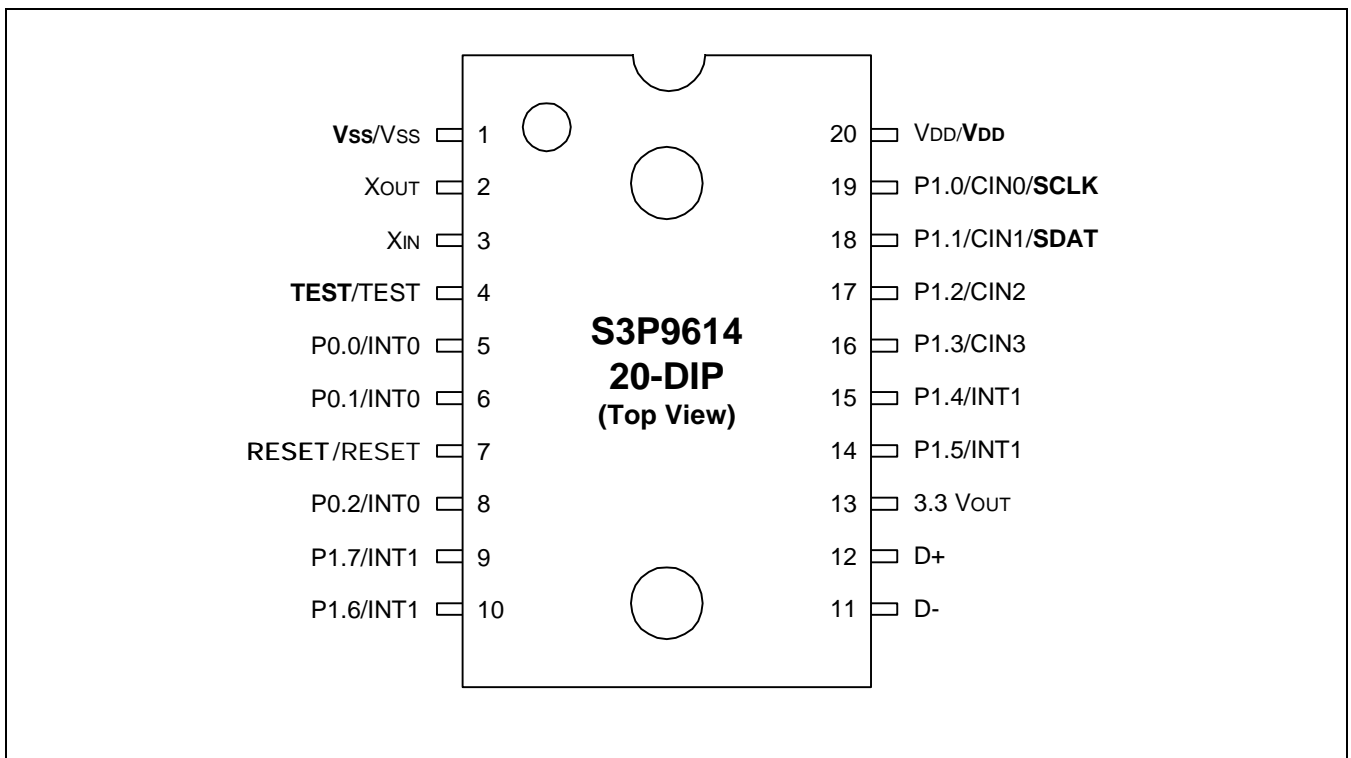 Vss/Vss 1 20 VDD/VDD
XOUT 2 19 P1.0/CIN0/SCLK
XIN 3 18 P1.1/CIN1/SDAT
TEST/TEST 4 17 P1.2/CIN2
P0.0/INT0 5 16 P1.3/CIN3
P0.1/INT0 6 15 P1.4/INT1
RESET/RESET 7 14 P1.5/INT1
P0.2/INT0 8 13 3.3 VOUT
P1.7/INT1 9 12 D+
P1.6/INT1 10 11 D-
S3P9614
20-DIP
(Top View)